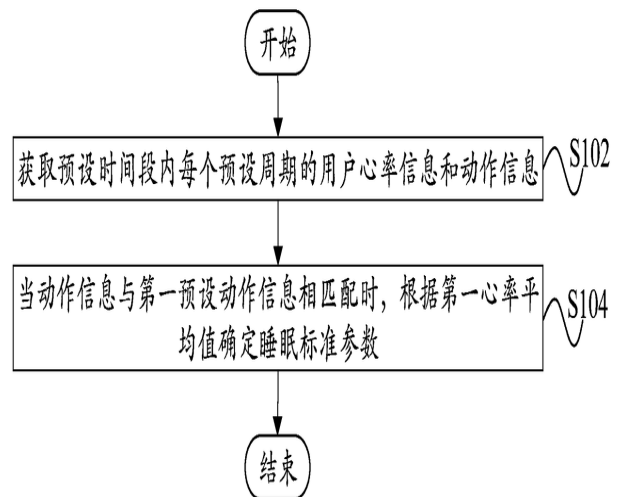 开始
获取预设时间段内每个预设周期的用户心率信息和动作信息
S102
当动作信息与第一预设动作信息相匹配时，根据第一心率平
均值确定睡眠标准参数
S104
结束